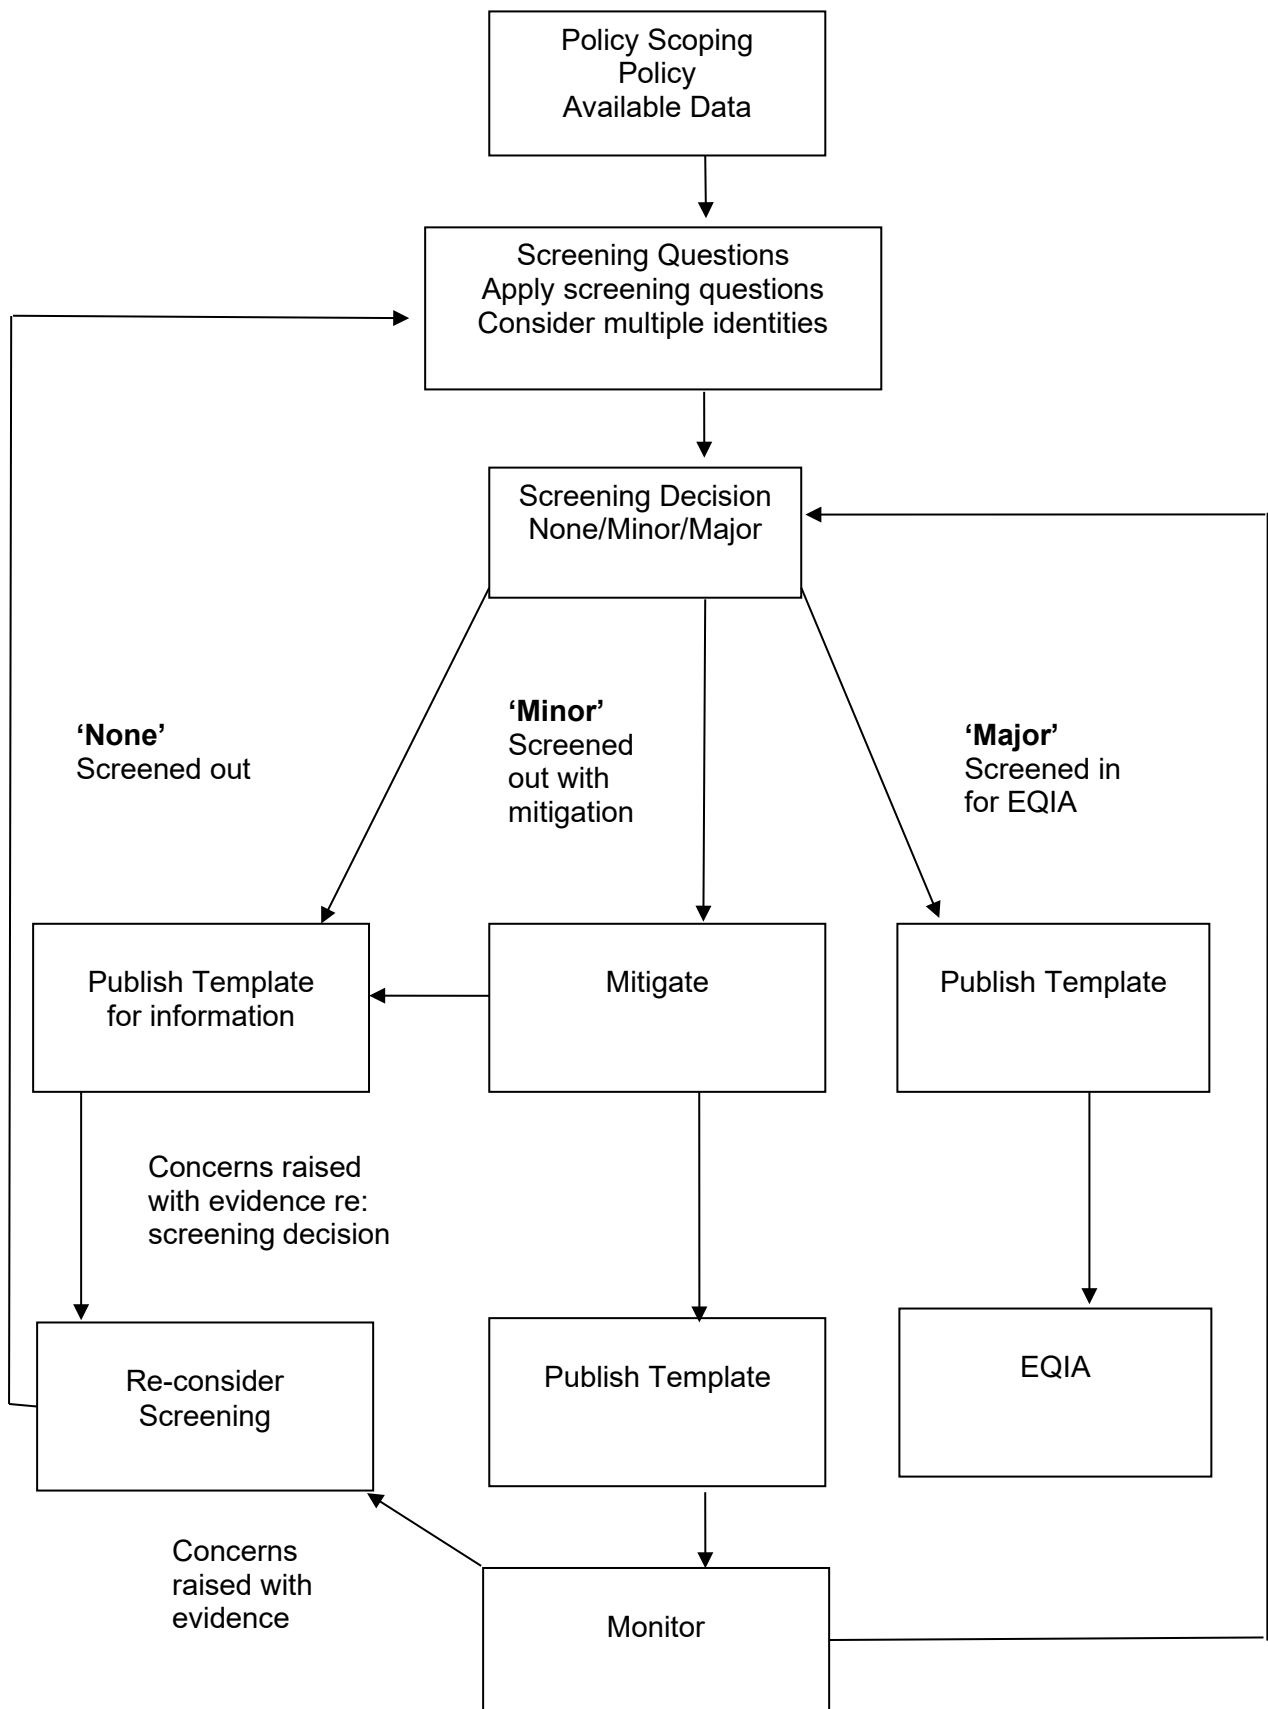 Policy Scoping
Policy
Available Data
Screening Questions
Apply screening questions
Consider multiple identities
Screening Decision
None/Minor/Major
‘None’
Screened out
‘Minor’
Screened
out with
mitigation
‘Major’
Screened in
for EQIA
Publish Template
for information
Mitigate
Publish Template
Concerns raised
with evidence re:
screening decision
Re-consider
Screening
Publish Template
EQIA
Concerns
raised with
evidence
Monitor